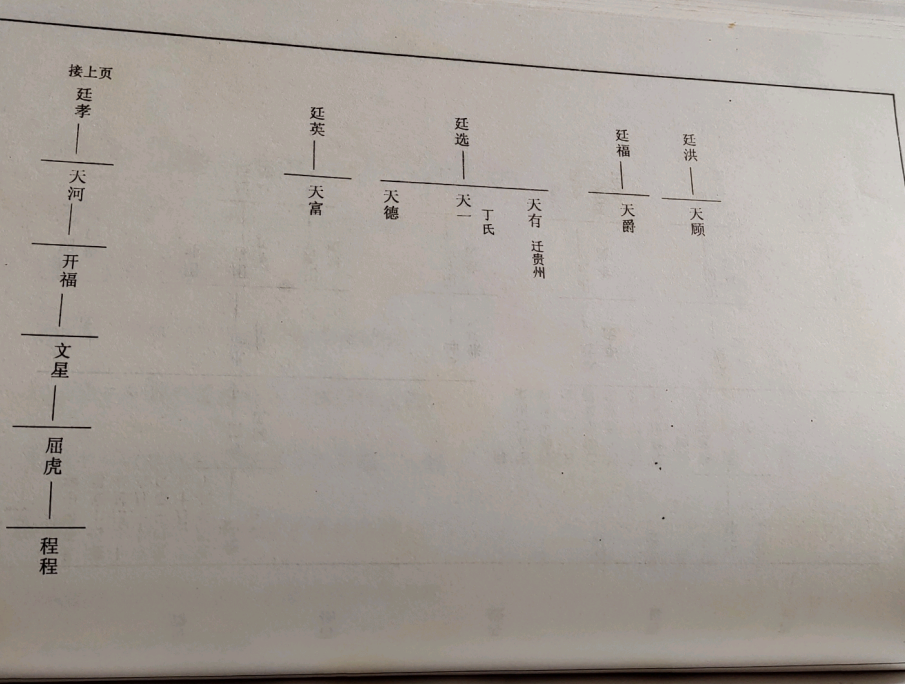 接上页
廷孝
天河
开福
文星
屈虎
程程
廷英
天富
廷选
天德
天一
丁氏
天有
迁贵州
廷福
天爵
廷洪
天顾